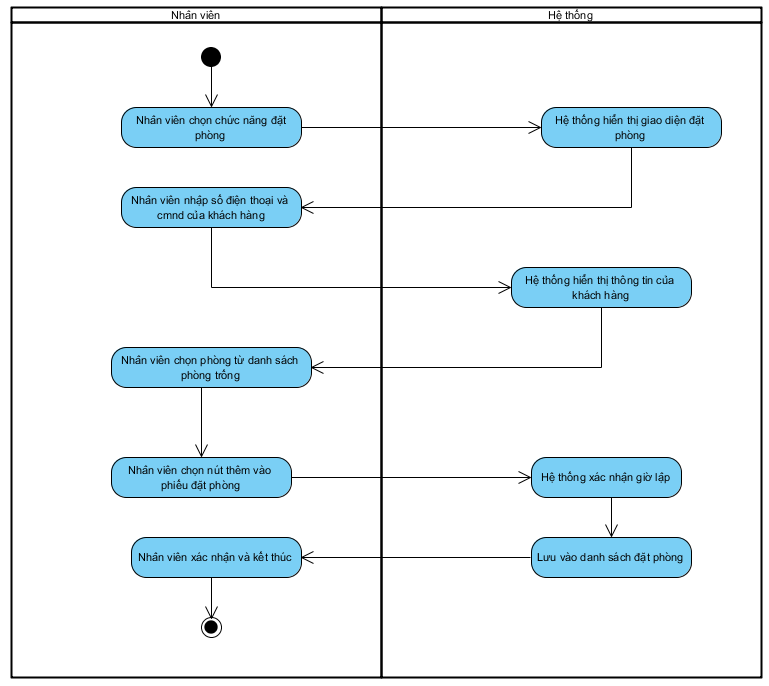 Nhân viên
Hệ thống
Nhân viên chọn chức năng đặt
phòng
Hệ thống hiển thị giao diện đặt
phòng
Nhân viên nhập số điện thoại và
cmnd của khách hàng
Hệ thống hiển thị thông tin của
khách hàng
Nhân viên chọn phòng từ danh sách
phòng trống
Nhân viên chọn nút thêm vào
phiếu đặt phòng
Hệ thống xác nhận giờ lập
Nhân viên xác nhận và kết thúc
Lưu vào danh sách đặt phòng